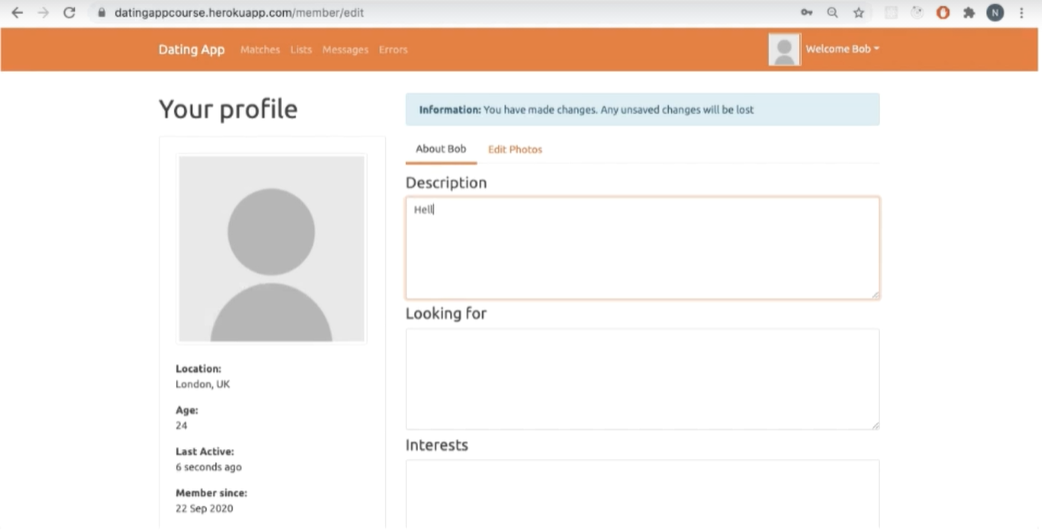 datingappcourse.herokuapp.com/member/edit
N
Dating App Matches Lists Messages Errors
Welcome Bob
Your profile
Information: You have made changes. Any unsaved changes will be lost
About Bob Edit Photos
Description
Hell
Looking for
Location:
London, UK
Age:
24
Interests
Last Active:
6 seconds ago
Member since:
22 Sep 2020